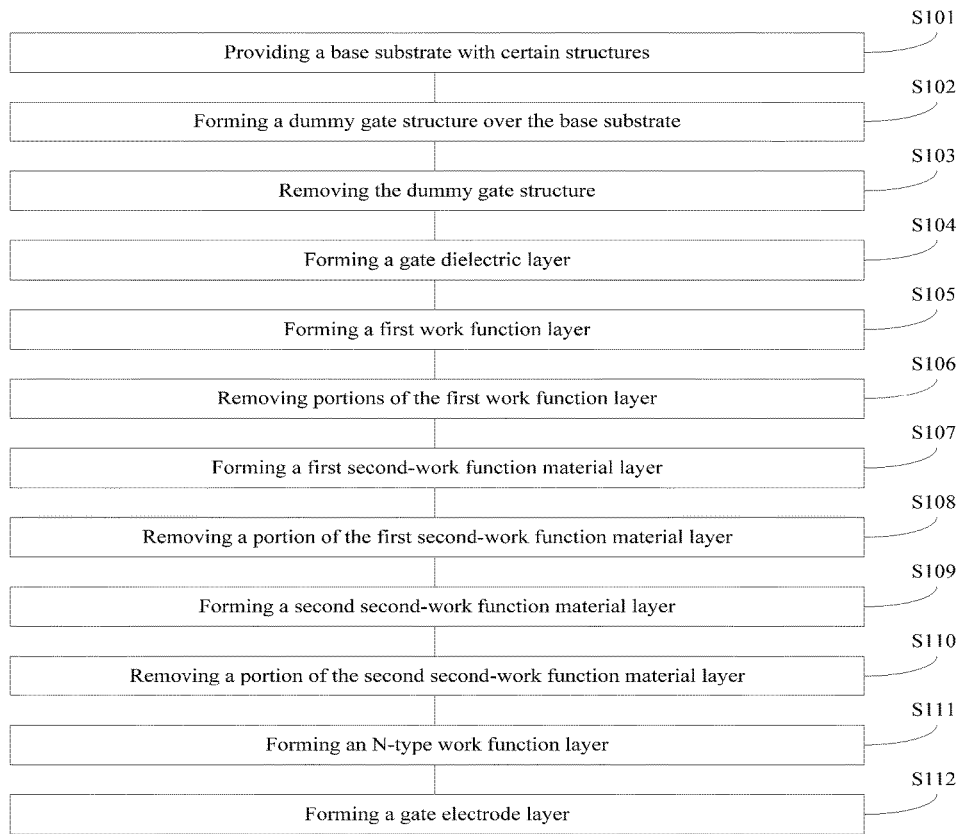 S101
Providing a base substrate with certain structures
S102
Forming a dummy gate structure over the base substrate
S103
Removing the dummy gate structure
S104
Forming a gate dielectric layer
S105
Forming a first work function layer
S106
Removing portions of the first work function layer
S107
Forming a first second-work function material layer
S108
Removing a portion of the first second-work function material layer
S109
Forming a second second-work function material layer
S110
Removing a portion of the second second-work function material layer
S111
Forming an N-type work function layer
S112
Forming a gate electrode layer